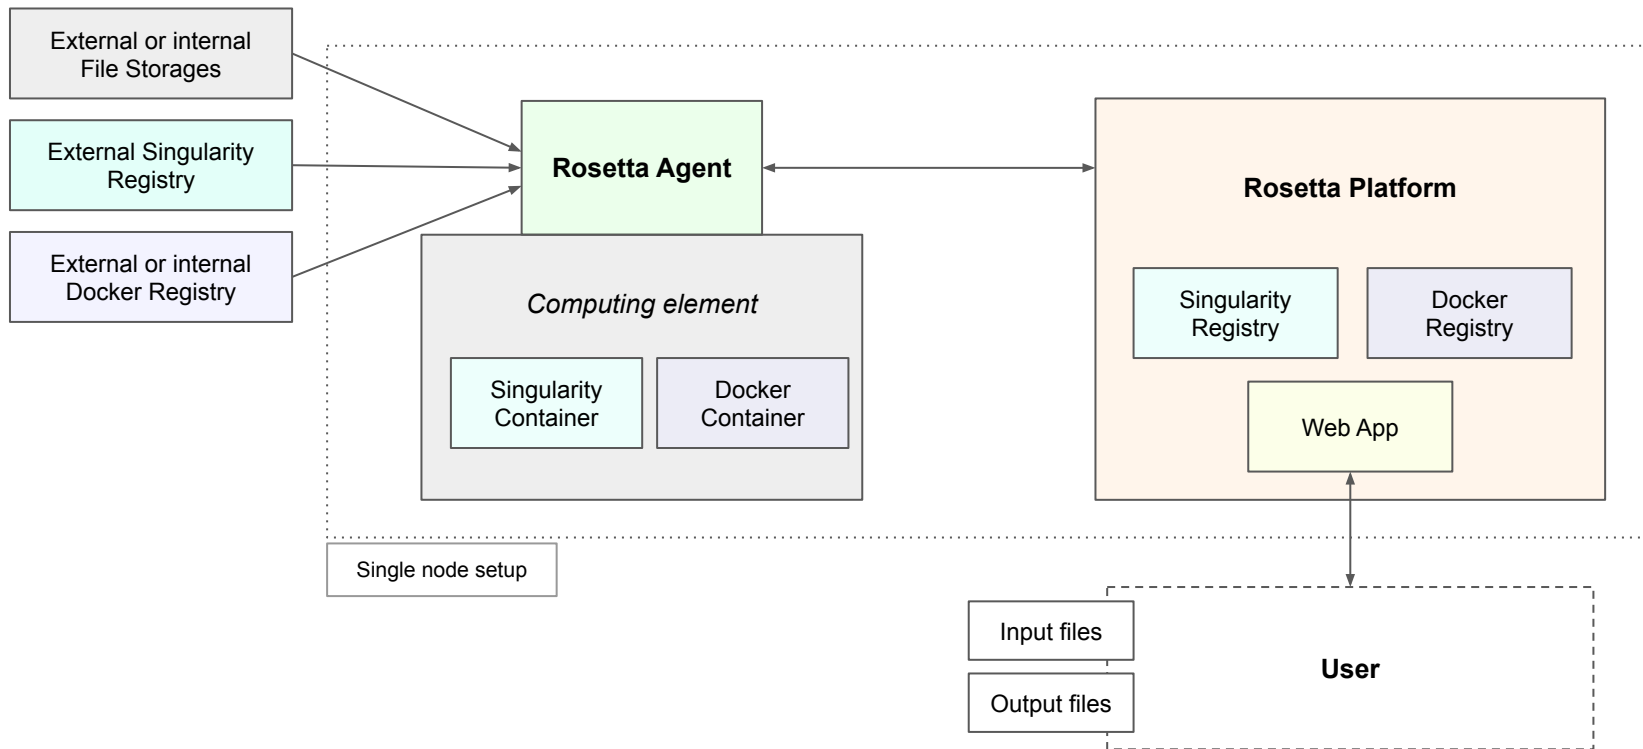 External or internal
File Storages
External Singularity
Registry
External or internal
Docker Registry
Rosetta Agent
Computing element
Singularity
Container
Docker
Container
Rosetta Platform
Singularity
Registry
Docker
Registry
Web App
Single node setup
Input files
Output files
User